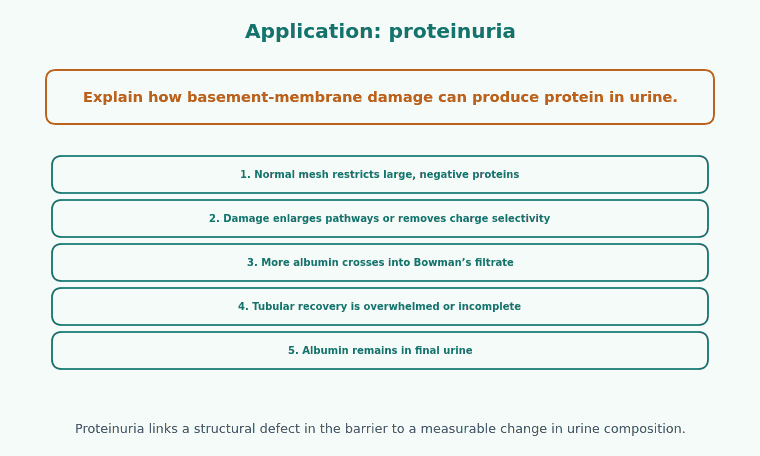 Application: proteinuria
Explain how basement-membrane damage can produce protein in urine.
1. Normal mesh restricts large, negative proteins
2. Damage enlarges pathways or removes charge selectivity
3. More albumin crosses into Bowman’s filtrate
4. Tubular recovery is overwhelmed or incomplete
5. Albumin remains in final urine
Proteinuria links a structural defect in the barrier to a measurable change in urine composition.